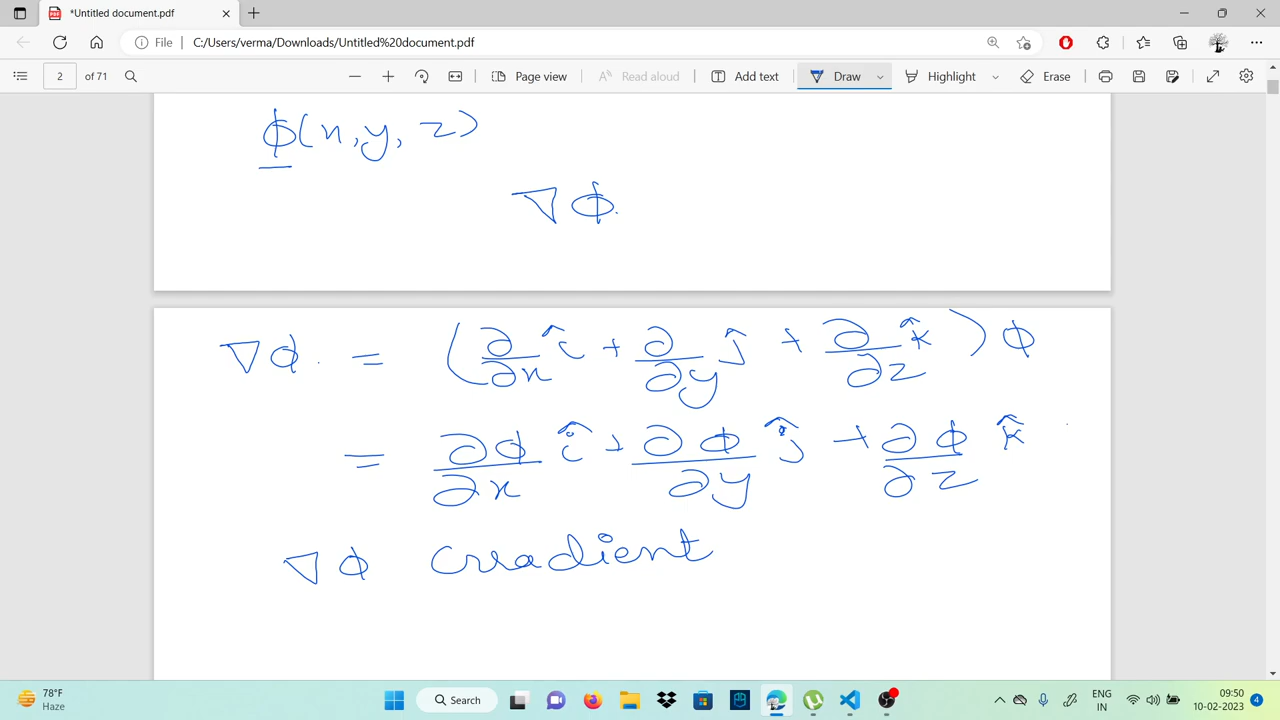 *Untitled document.pdf
File C:/Users/verma/Downloads/Untitled%20document.pdf
2 of 71 Page view Read aloud Add text Draw Highlight Erase
ϕ(x, y, z)
∇ϕ.
∇ϕ. = (∂/∂x î + ∂/∂y ĵ + ∂/∂z k̂) ϕ
= ∂ϕ/∂x î + ∂ϕ/∂y ĵ + ∂ϕ/∂z k̂
∇ϕ Gradient
78°F
Haze
Search
ENG
IN
09:50
10-02-2023
4